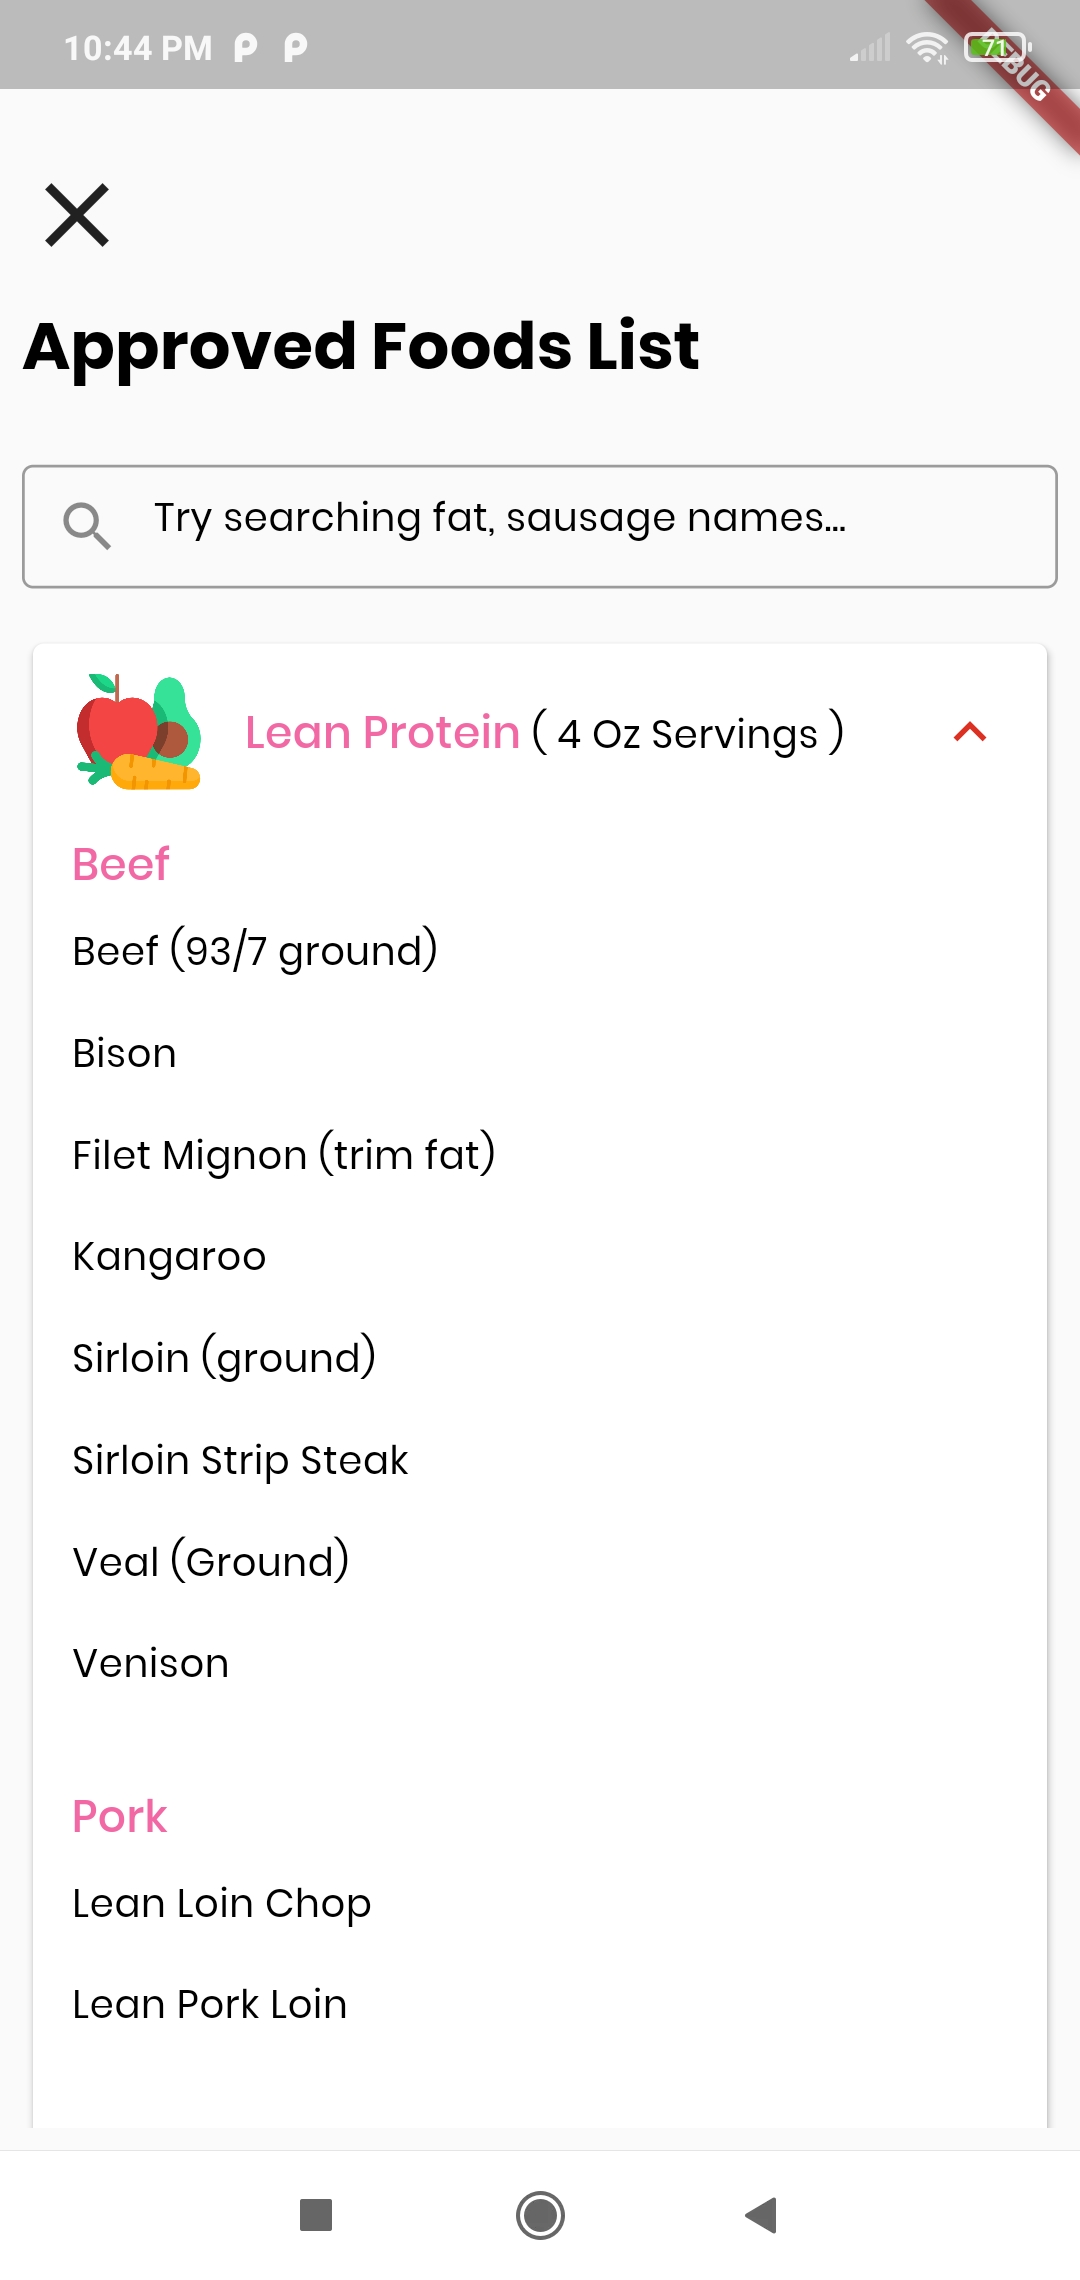 10:44 PM
71
DEBUG
Approved Foods List
Try searching fat, sausage names...
Lean Protein ( 4 Oz Servings )
Beef
Beef (93/7 ground)
Bison
Filet Mignon (trim fat)
Kangaroo
Sirloin (ground)
Sirloin Strip Steak
Veal (Ground)
Venison
Pork
Lean Loin Chop
Lean Pork Loin